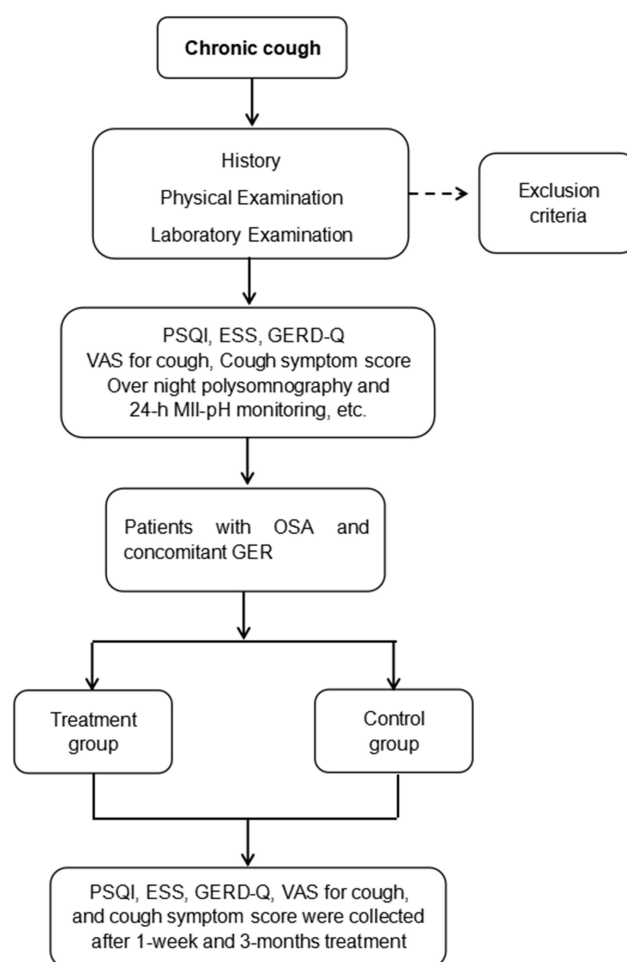 Chronic cough
History
Physical Examination
Laboratory Examination
Exclusion
criteria
PSQI, ESS, GERD-Q
VAS for cough, Cough symptom score
Over night polysomnography and
24-h MII-pH monitoring, etc.
Patients with OSA and
concomitant GER
Treatment
group
Control
group
PSQI, ESS, GERD-Q, VAS for cough,
and cough symptom score were collected
after 1-week and 3-months treatment